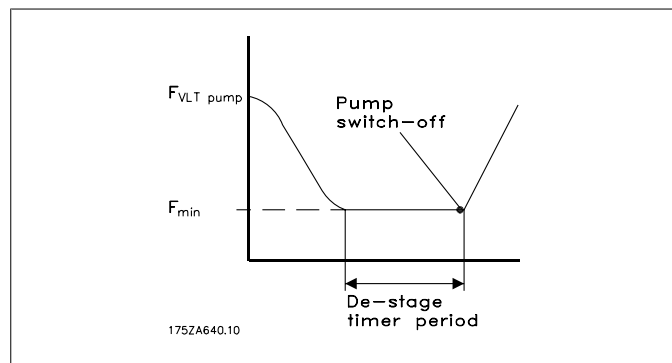 F_VLT pump
Pump
switch-off
F_min
De-stage
timer period
175ZA640.10